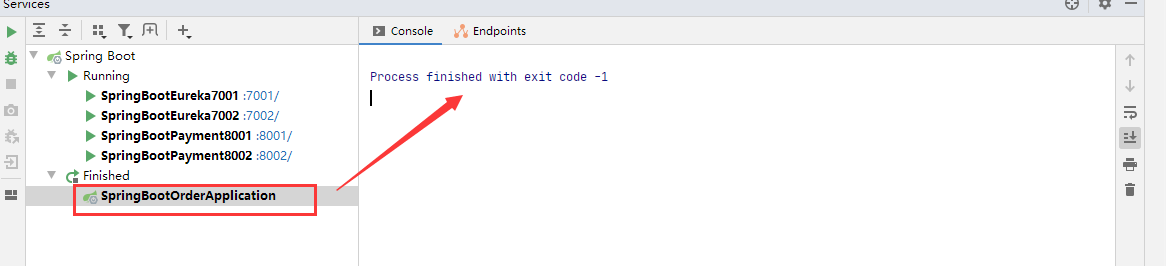 Services
Console
Endpoints
Spring Boot
Running
SpringBootEureka7001 :7001/
SpringBootEureka7002 :7002/
SpringBootPayment8001 :8001/
SpringBootPayment8002 :8002/
Finished
SpringBootOrderApplication
Process finished with exit code -1